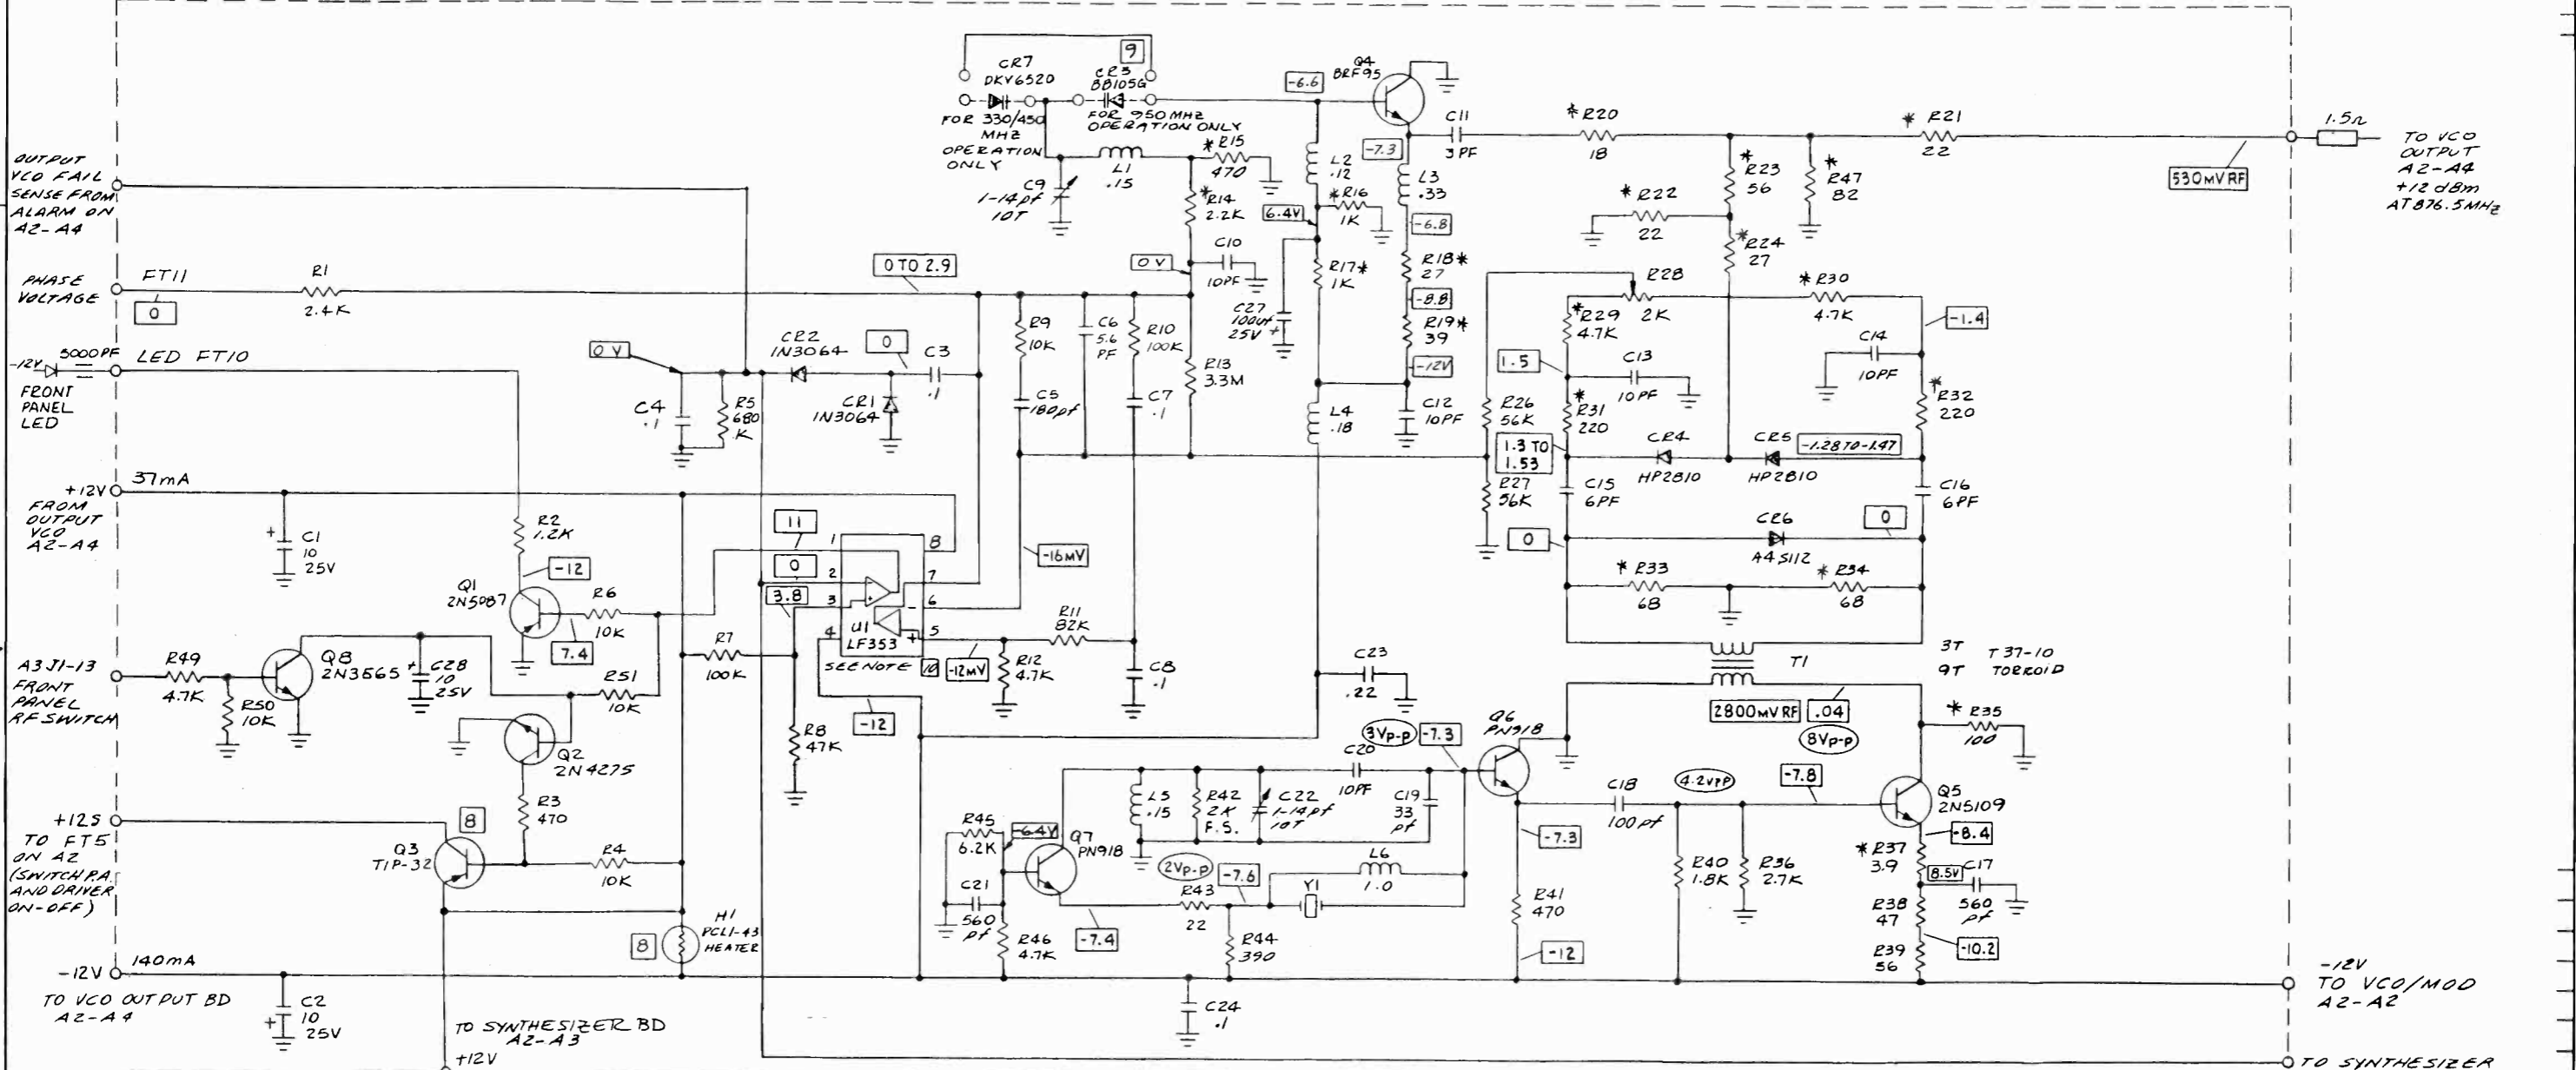 OUTPUT
VCO FAIL
SENSE FROM
ALARM ON
A2-A4
PHASE
VOLTAGE
FT11
0
R1
2.4K
-12V
5000PF
LED FT10
FRONT
PANEL
LED
+12V
37mA
FROM
OUTPUT
VCO
A2-A4
C1
10
25V
+
R2
1.2K
-12
Q1
2N5087
R6
10K
7.4
A3J1-13
FRONT
PANEL
RF SWITCH
R49
4.7K
R50
10K
Q8
2N3565
C28
10
25V
+
R51
10K
Q2
2N4275
R3
470
+12S
TO FT5
ON A2
(SWITCH P.A.
AND DRIVER
ON-OFF)
8
Q3
TIP-32
R4
10K
H1
PCL1-43
HEATER
8
-12V
140mA
TO VCO OUTPUT BD
A2-A4
C2
10
25V
+
TO SYNTHESIZER BD
A2-A3
+12V
0V
C4
.1
R5
680
K
CR2
1N3064
0
C3
.1
CR1
1N3064
0 TO 2.9
R9
10K
C6
5.6
PF
R10
100K
C5
180pf
C7
.1
R13
3.3M
11
0
3.8
1
2
3
4
8
7
6
5
U1
LF353
SEE NOTE
10
-16MV
-12MV
-12
R7
100K
R8
47K
R11
82K
R12
4.7K
C8
.1
CR7
DKV6520
9
CR3
BB105G
FOR 330/450
MHZ
OPERATION
ONLY
FOR 950 MHZ
OPERATION ONLY
C9
1-14pf
10T
L1
.15
*R15
470
*R14
2.2K
0V
C10
10PF
-6.6
Q4
BRF95
-7.3
L2
.12
L3
.33
*R16
1K
6.4V
-6.8
R17*
1K
R18*
27
-8.8
C27
100uf
25V
+
R19*
39
-12V
L4
.18
C12
10PF
C11
3PF
*R20
18
*R21
22
*R23
56
*R47
82
*R22
22
*R24
27
530MV RF
1.5Ω
TO VCO
OUTPUT
A2-A4
+12dBm
AT 876.5MHZ
R28
2K
*R29
4.7K
*R30
4.7K
-1.4
1.5
C13
10PF
C14
10PF
*R31
220
*R32
220
R26
56K
R27
56K
1.3 TO
1.53
CR4
HP2810
CR5
HP2810
-1.28 TO -1.47
C15
6PF
C16
6PF
0
CR6
A4S112
0
*R33
68
*R34
68
T1
3T
9T
T37-10
TORROID
2800MV RF
.04
8Vp-p
*R35
100
C23
.22
3Vp-p
-7.3
Q6
PN918
C20
10PF
L5
.15
R42
2K
F.S.
C22
1-14pf
10T
C19
33
pf
R45
6.2K
-6.4V
Q7
PN918
C21
560
pf
R46
4.7K
2Vp-p
-7.4
R43
22
-7.6
R44
390
L6
1.0
Y1
C18
100pf
4.2VPP
-7.8
-7.3
R41
470
-12
R40
1.8K
R36
2.7K
Q5
2N5109
-8.4
*R37
3.9
8.5V
C17
560
pf
R38
47
-10.2
R39
56
C24
.1
-12V
TO VCO/MOD
A2-A2
TO SYNTHESIZER